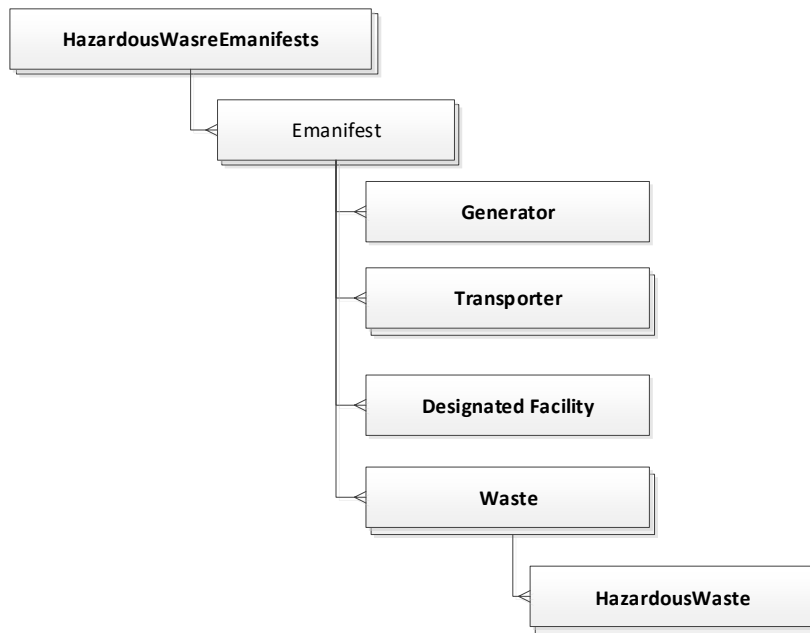 HazardousWasreEmanifests
Emanifest
Generator
Transporter
Designated Facility
Waste
HazardousWaste